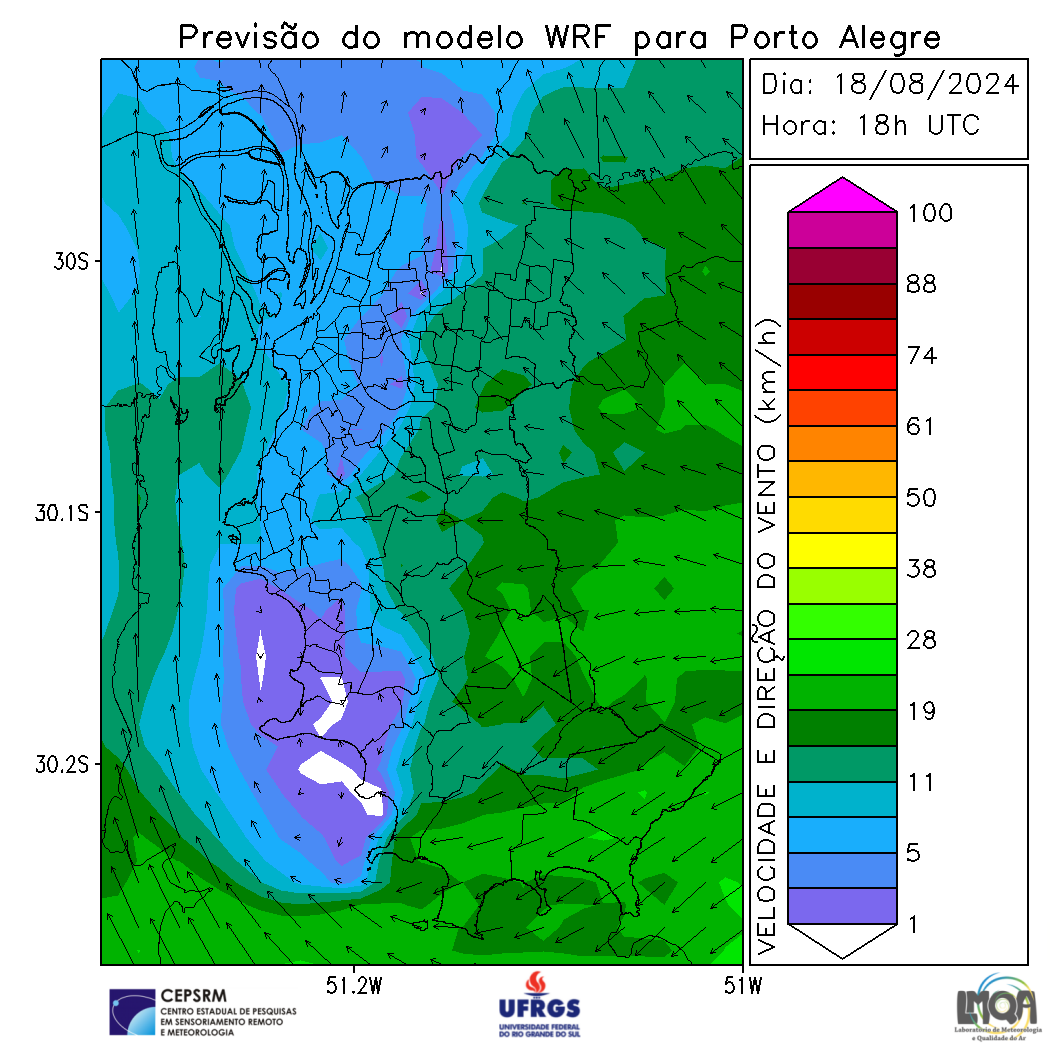 Previsão do modelo WRF para Porto Alegre
Dia: 18/08/2024
Hora: 18h UTC
30S
30.1S
30.2S
51.2W
51W
VELOCIDADE E DIREÇÃO DO VENTO (km/h)
100
88
74
61
50
38
28
19
11
5
1
CEPSRM
CENTRO ESTADUAL DE PESQUISAS
EM SENSORIAMENTO REMOTO
E METEOROLOGIA
UFRGS
UNIVERSIDADE FEDERAL
DO RIO GRANDE DO SUL
LMQA
Laboratório de Meteorologia
e Qualidade do Ar